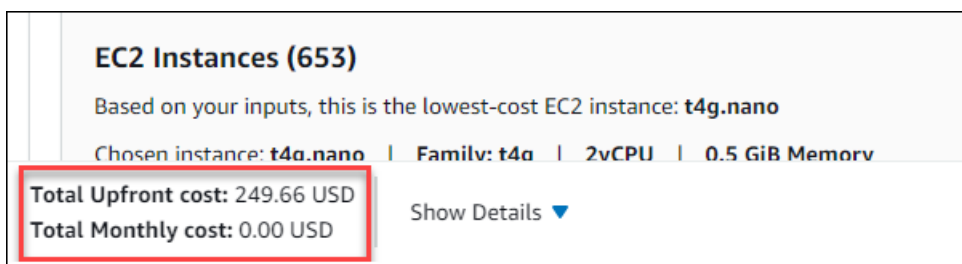 EC2 Instances (653)
Based on your inputs, this is the lowest-cost EC2 instance: t4g.nano
Chosen instance: t4g.nano | Family: t4g | 2vCPU | 0.5 GiB Memory
Total Upfront cost: 249.66 USD
Show Details ▼
Total Monthly cost: 0.00 USD